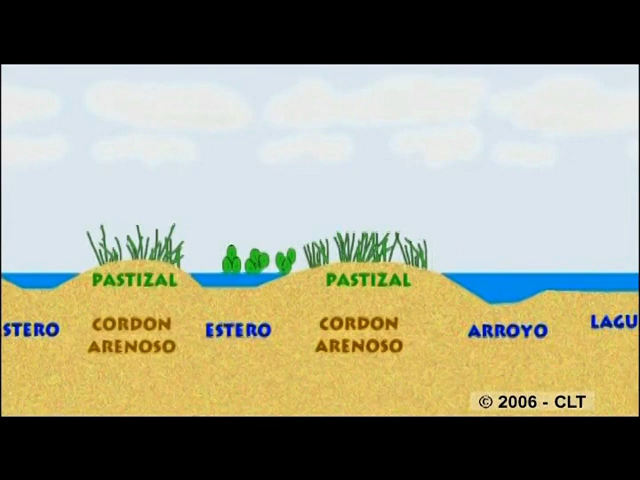 PASTIZAL PASTIZAL
STERO CORDON ARENOSO ESTERO CORDON ARENOSO ARROYO LAGU
© 2006 - CLT